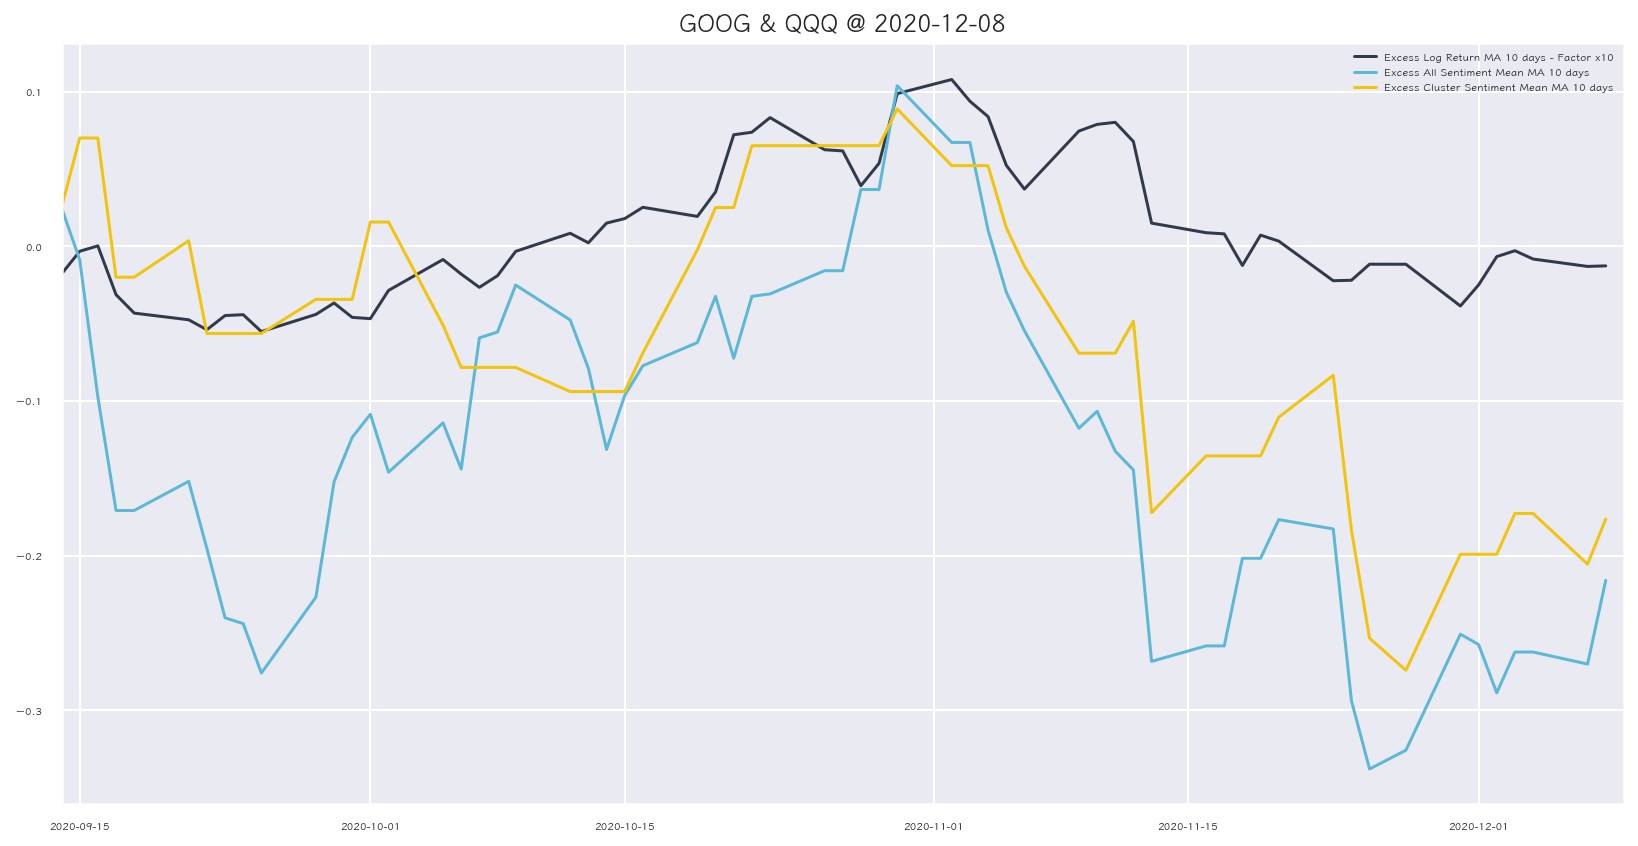 GOOG & QQQ @ 2020-12-08
Excess Log Return MA 10 days - Factor x10
Excess All Sentiment Mean MA 10 days
Excess Cluster Sentiment Mean MA 10 days
0.1
0.0
−0.1
−0.2
−0.3
2020-09-15 2020-10-01 2020-10-15 2020-11-01 2020-11-15 2020-12-01